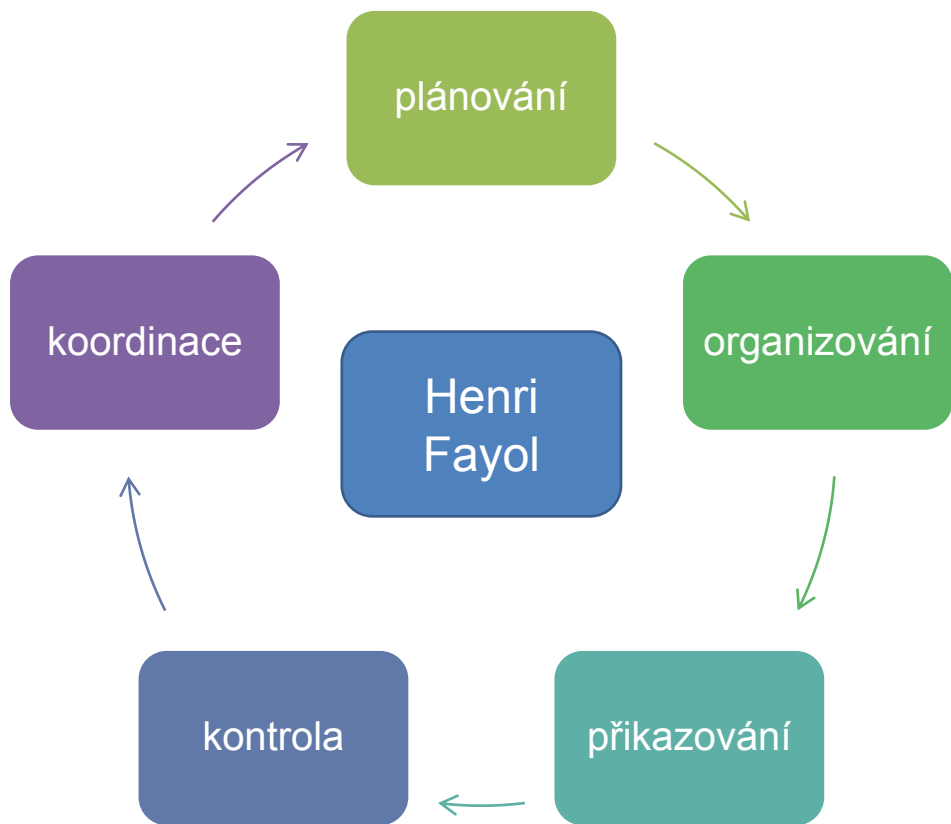 plánování
organizování
přikazování
kontrola
koordinace
Henri
Fayol